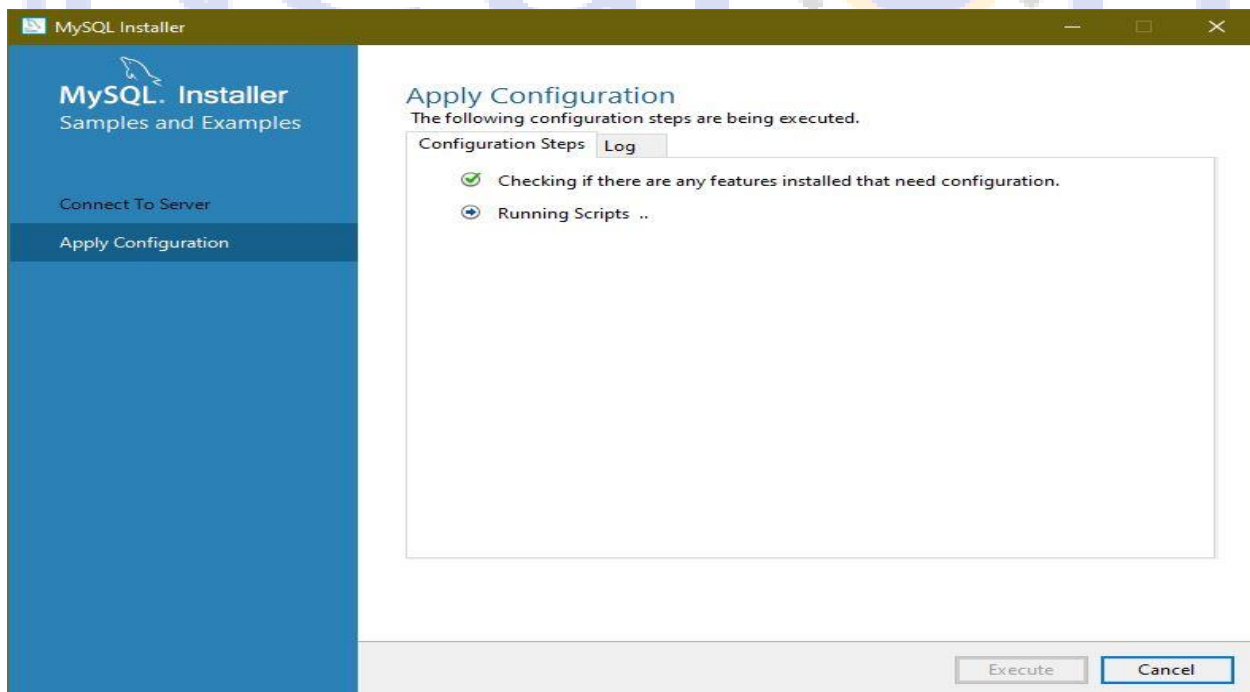 MySQL Installer
MySQL. Installer
Samples and Examples
Connect To Server
Apply Configuration
Apply Configuration
The following configuration steps are being executed.
Configuration Steps Log
Checking if there are any features installed that need configuration.
Running Scripts ..
Execute Cancel